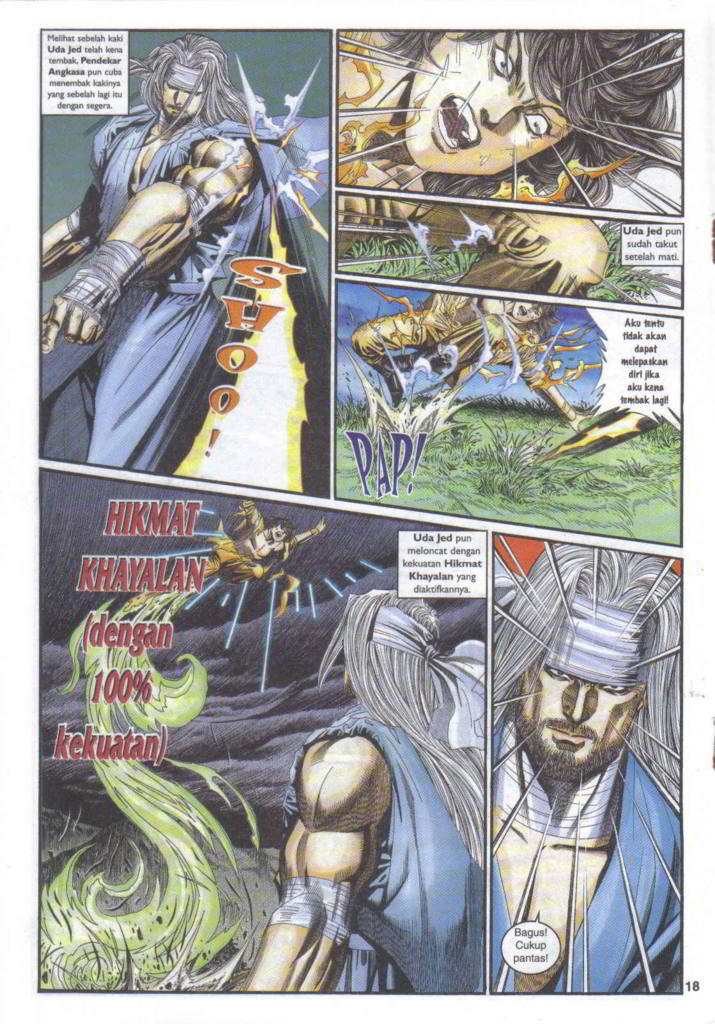 Melihat sebelah kaki
Uda Jed telah kena
tembak, Pendekar
Angkasa pun cuba
menembak kakinya
yang sebelah lagi itu
dengan segera.
SHOO!
Uda Jed pun
sudah takut
setelah mati.
Aku tentu
tidak akan
dapat
melepaskan
diri jika
aku kena
tembak lagi!
PAP!
HIKMAT
KHAYALAN
(dengan
100%
kekuatan)
Uda Jed pun
meloncat dengan
kekuatan Hikmat
Khayalan yang
diaktifkannya.
Bagus!
Cukup
pantas!
18